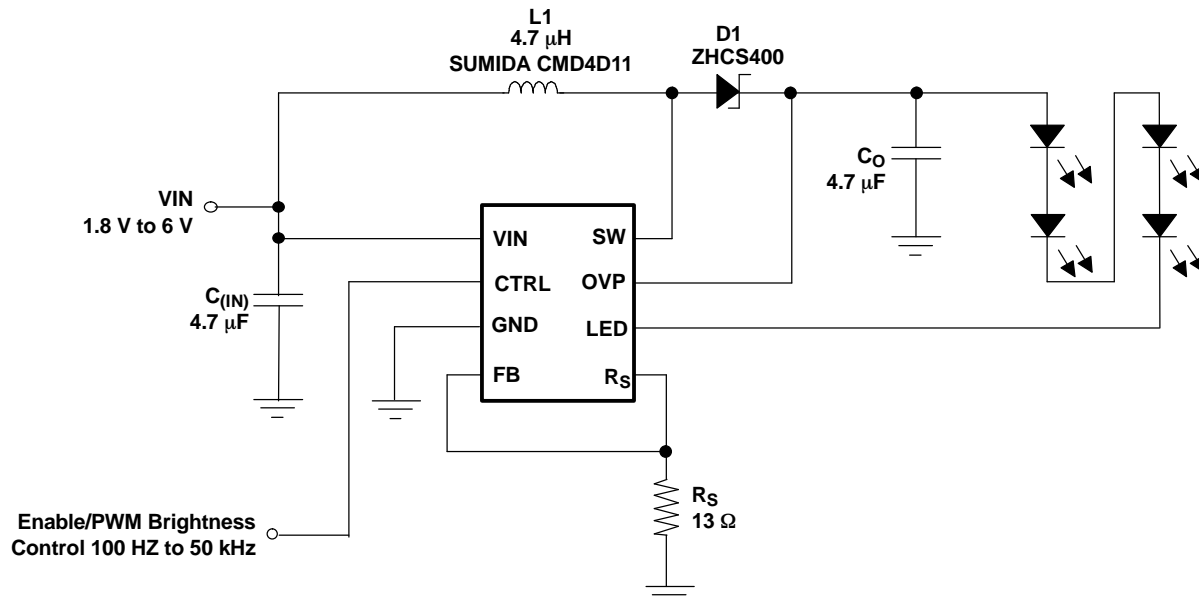 L1
4.7 μH
SUMIDA CMD4D11
D1
ZHCS400
CO
4.7 μF
VIN
1.8 V to 6 V
C(IN)
4.7 μF
VIN
CTRL
GND
FB
SW
OVP
LED
RS
RS
13 Ω
Enable/PWM Brightness
Control 100 HZ to 50 kHz